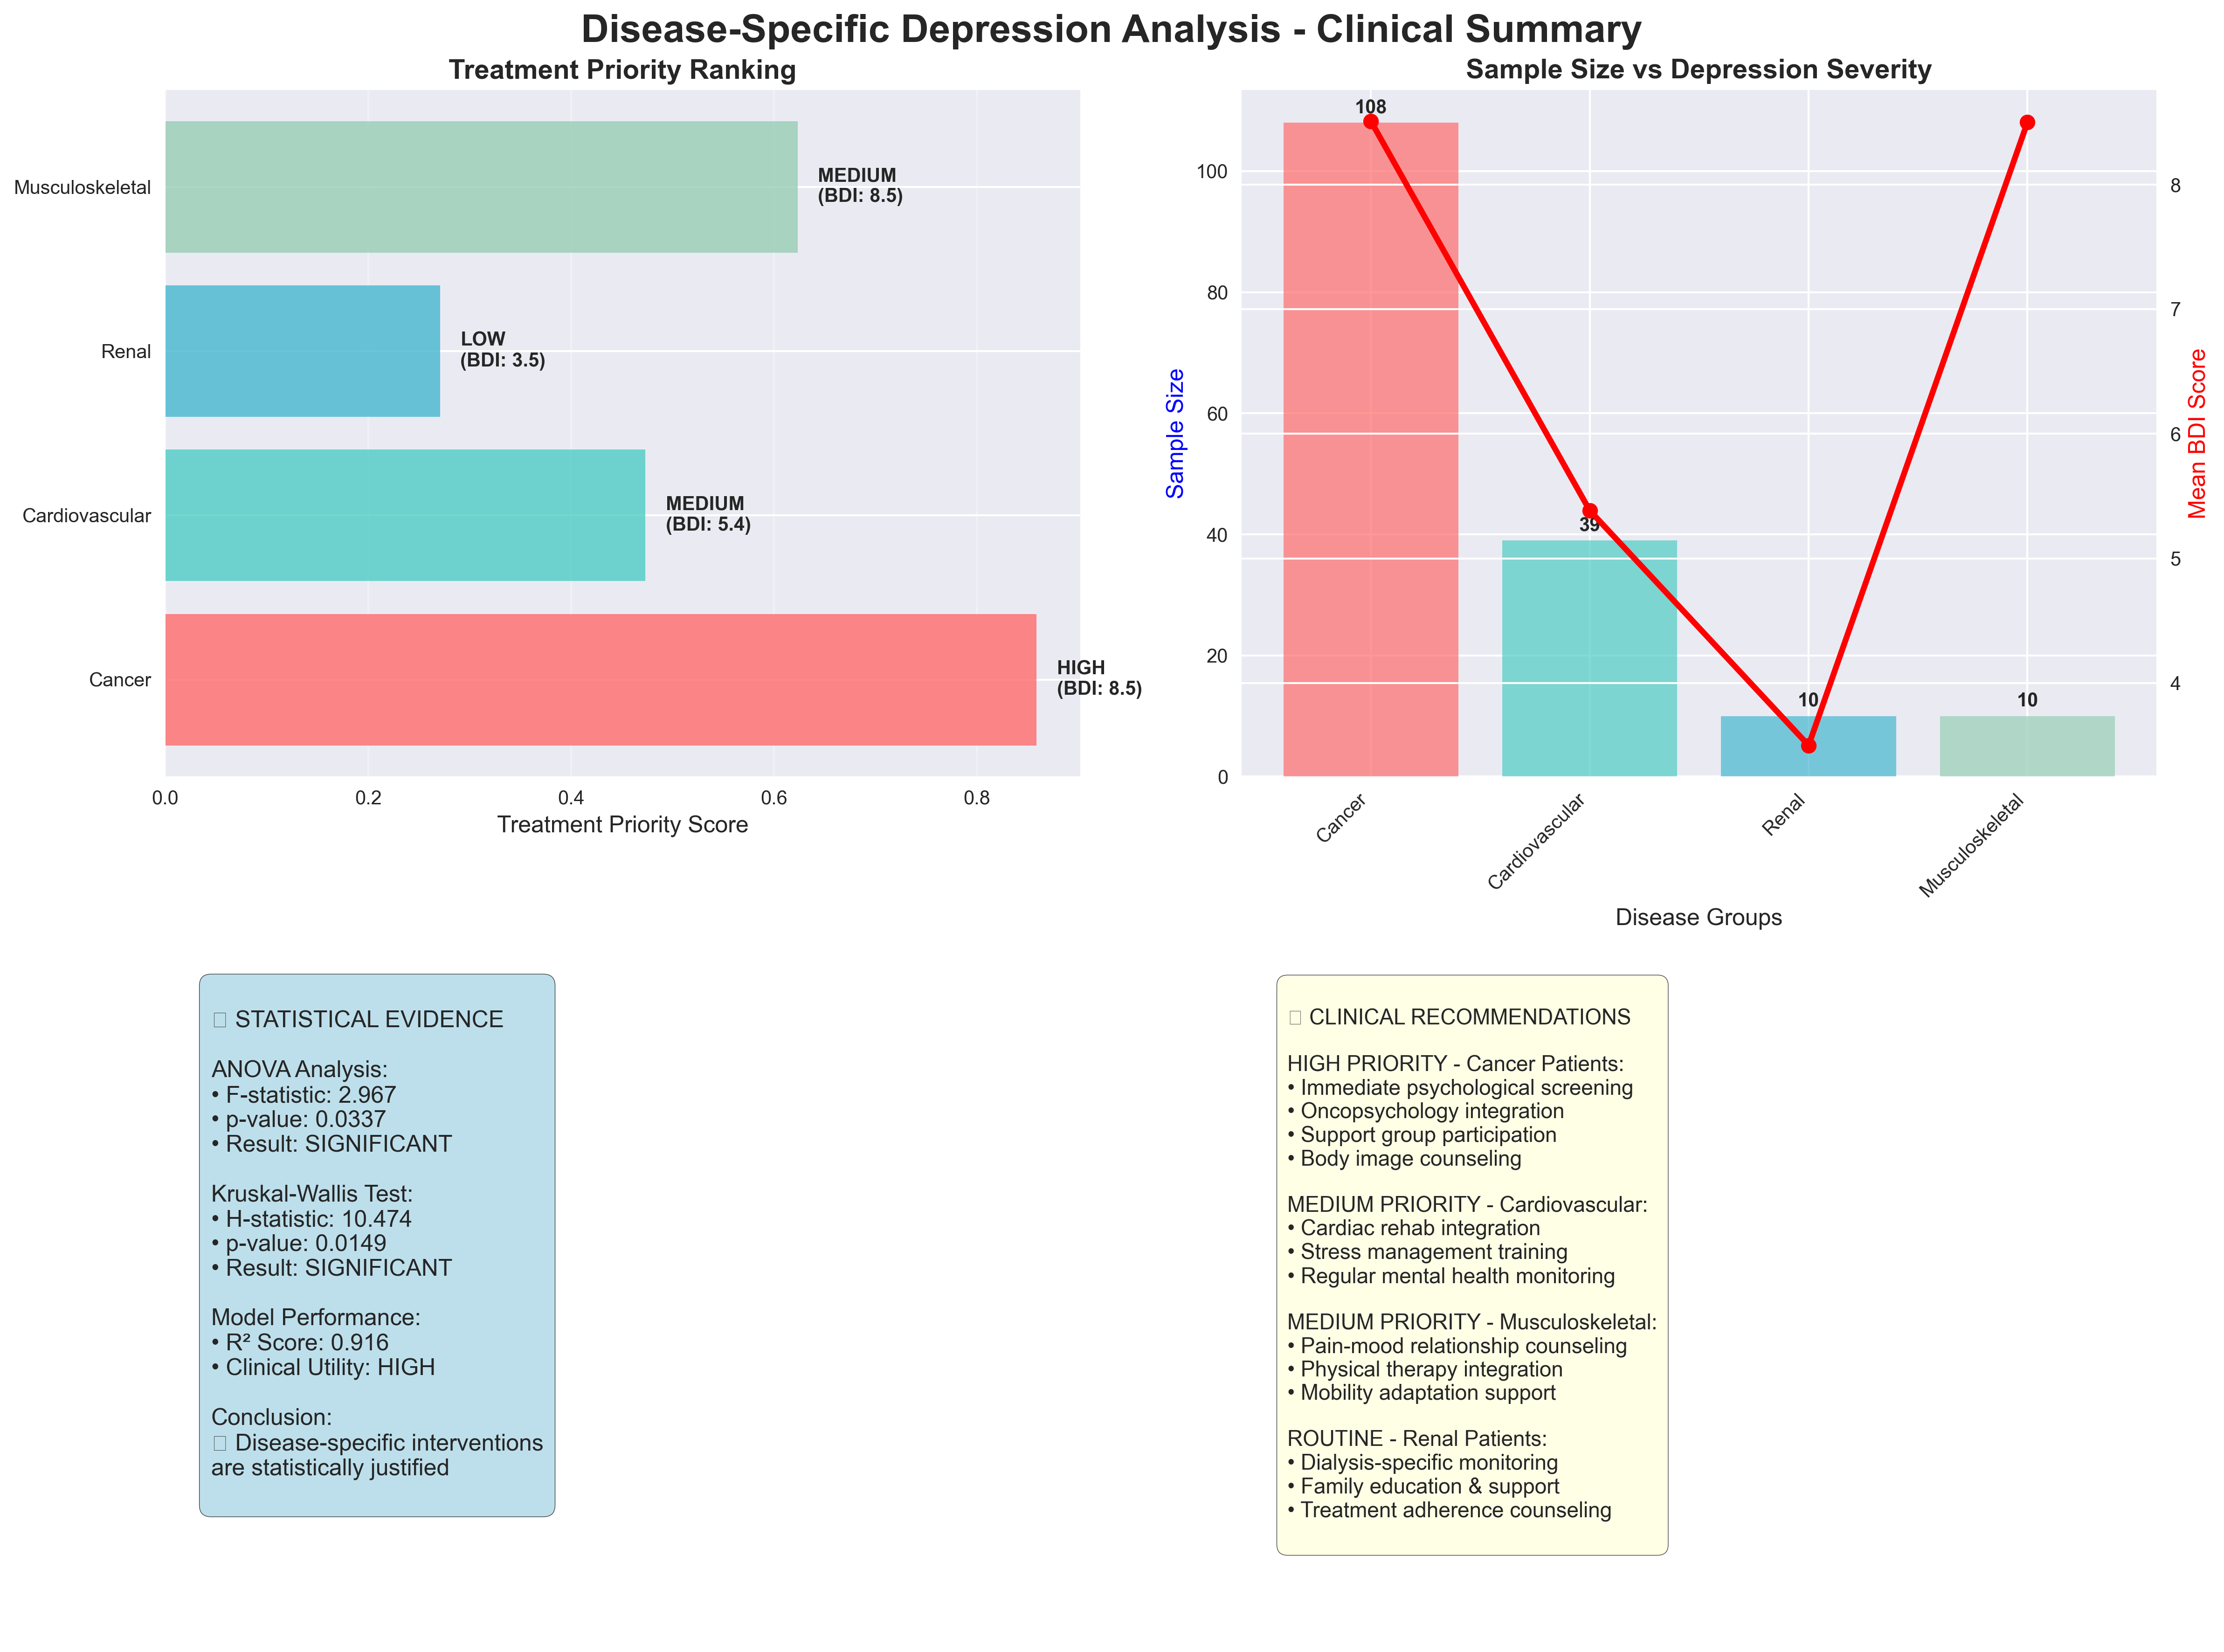 Disease-Specific Depression Analysis - Clinical Summary
Treatment Priority Ranking
Musculoskeletal
MEDIUM
(BDI: 8.5)
Renal
LOW
(BDI: 3.5)
Cardiovascular
MEDIUM
(BDI: 5.4)
Cancer
HIGH
(BDI: 8.5)
0.0 0.2 0.4 0.6 0.8
Treatment Priority Score
Sample Size vs Depression Severity
Sample Size
100
80
60
40
20
0
108
39
10
10
8
7
6
5
4
Mean BDI Score
Cancer
Cardiovascular
Renal
Musculoskeletal
Disease Groups
STATISTICAL EVIDENCE
ANOVA Analysis:
• F-statistic: 2.967
• p-value: 0.0337
• Result: SIGNIFICANT
Kruskal-Wallis Test:
• H-statistic: 10.474
• p-value: 0.0149
• Result: SIGNIFICANT
Model Performance:
• R² Score: 0.916
• Clinical Utility: HIGH
Conclusion:
Disease-specific interventions
are statistically justified
CLINICAL RECOMMENDATIONS
HIGH PRIORITY - Cancer Patients:
• Immediate psychological screening
• Oncopsychology integration
• Support group participation
• Body image counseling
MEDIUM PRIORITY - Cardiovascular:
• Cardiac rehab integration
• Stress management training
• Regular mental health monitoring
MEDIUM PRIORITY - Musculoskeletal:
• Pain-mood relationship counseling
• Physical therapy integration
• Mobility adaptation support
ROUTINE - Renal Patients:
• Dialysis-specific monitoring
• Family education & support
• Treatment adherence counseling